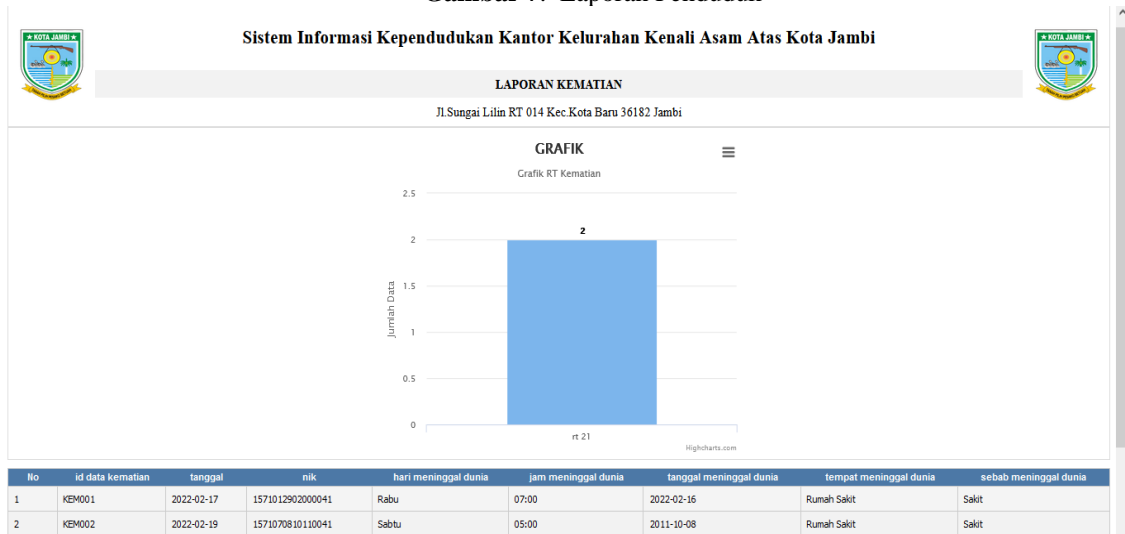 Sistem Informasi Kependudukan Kantor Kelurahan Kenali Asam Atas Kota Jambi
★ KOTA JAMBI ★
★ KOTA JAMBI ★
LAPORAN KEMATIAN
Jl.Sungai Lilin RT 014 Kec.Kota Baru 36182 Jambi
GRAFIK
Grafik RT Kematian
2.5
2
1.5
1
0.5
0
Jumlah Data
2
rt 21
Highcharts.com
No id data kematian tanggal nik hari meninggal dunia jam meninggal dunia tanggal meninggal dunia tempat meninggal dunia sebab meninggal dunia
1 KEM001 2022-02-17 1571012902000041 Rabu 07:00 2022-02-16 Rumah Sakit Sakit
2 KEM002 2022-02-19 1571070810110041 Sabtu 05:00 2011-10-08 Rumah Sakit Sakit